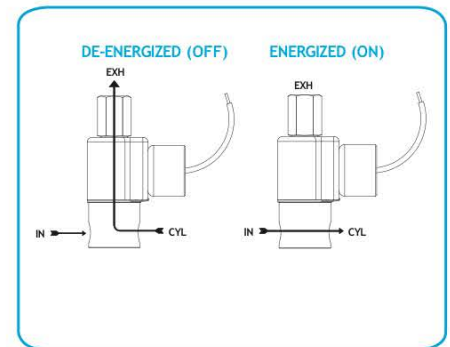 DE-ENERGIZED (OFF)
ENERGIZED (ON)
EXH
EXH
IN
CYL
IN
CYL